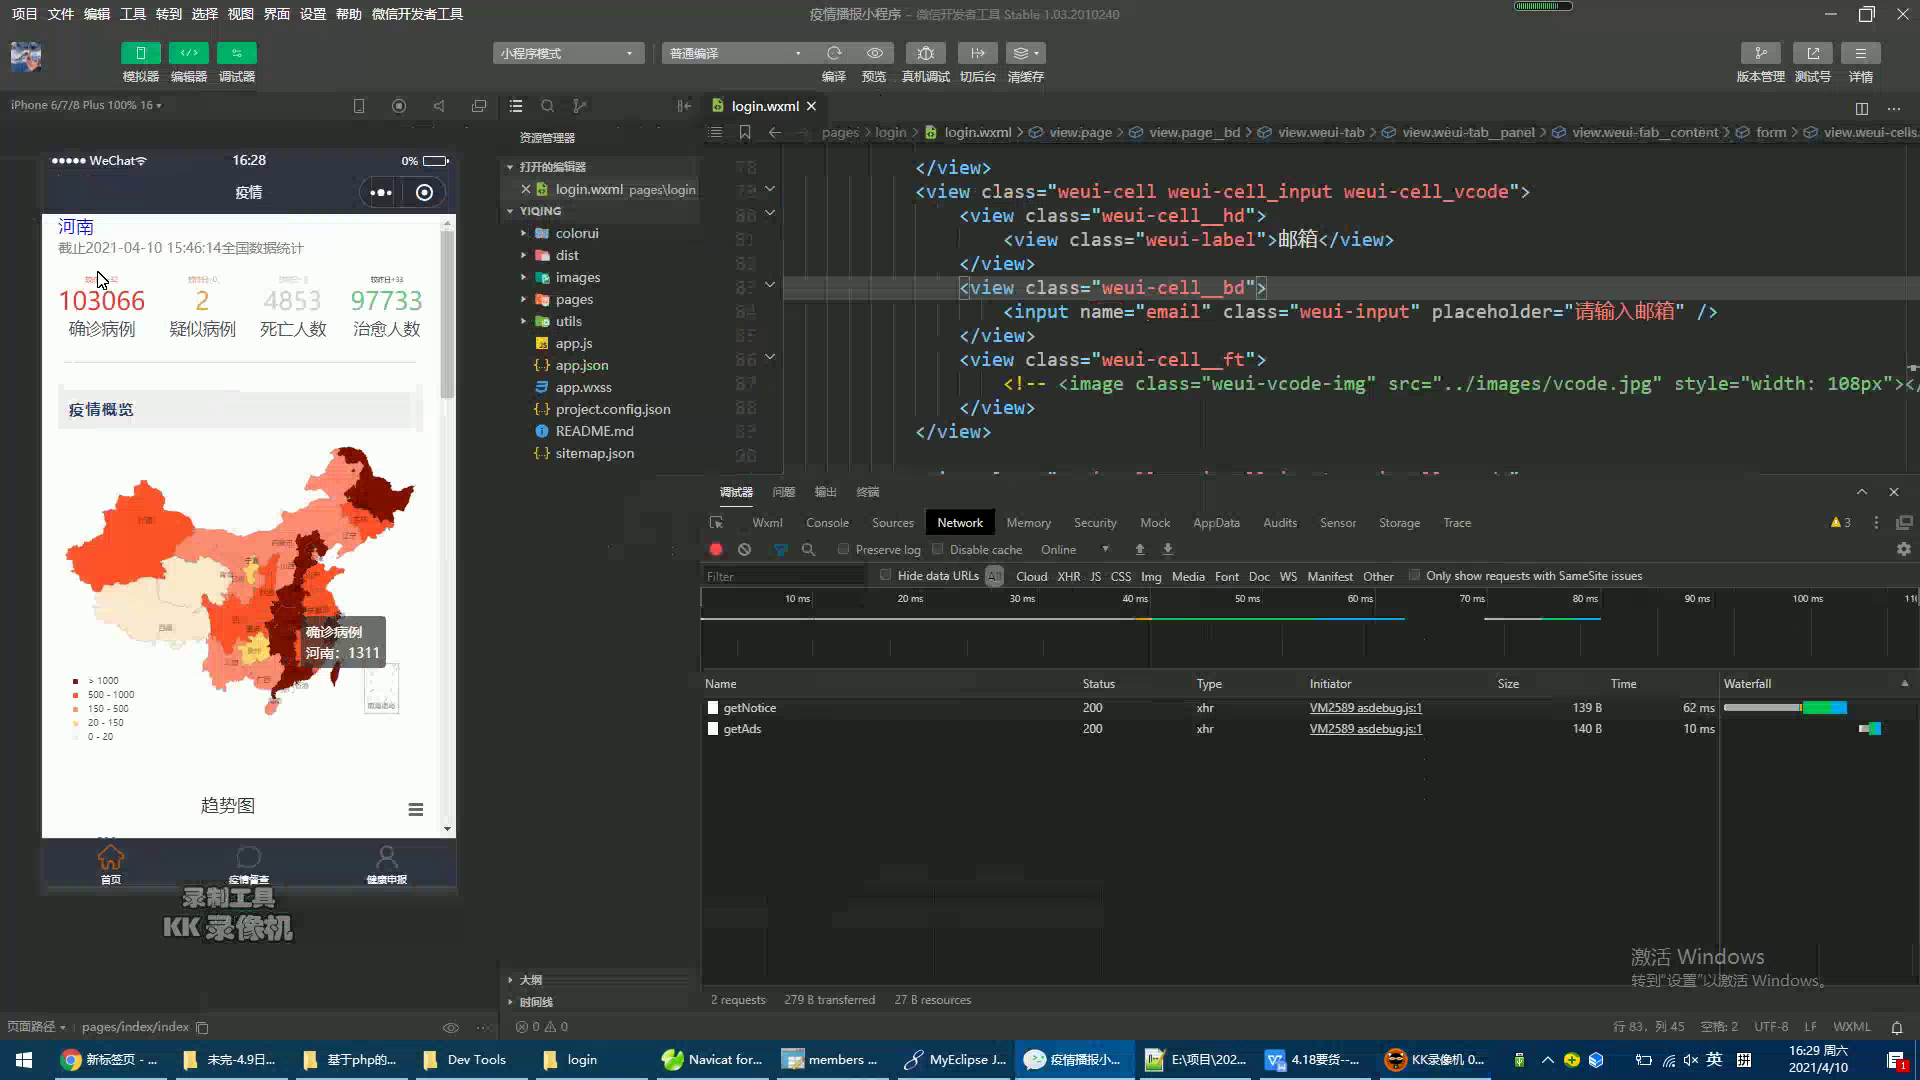 项目 文件 编辑 工具 转到 选择 视图 界面 设置 帮助 微信开发者工具
疫情播报小程序 - 微信开发者工具 Stable 1.03.2010240
模拟器 编辑器 调试器
小程序模式
普通编译
编译 预览 真机调试 切后台 清缓存
版本管理 测试号 详情
iPhone 6/7/8 Plus 100% 16
WeChat 16:28 0%
疫情
河南
截止2021-04-10 15:46:14全国数据统计
较昨日+33
103066 2 4853 97733
确诊病例 疑似病例 死亡人数 治愈人数
疫情概览
确诊病例
河南: 1311
> 1000
500 - 1000
150 - 500
20 - 150
0 - 20
南海诸岛
趋势图
首页 疫情督查 健康申报
录制工具
KK 录像机
页面路径 pages/index/index
资源管理器
打开的编辑器
login.wxml pages\login
YIQING
colorui
dist
images
pages
utils
app.js
app.json
app.wxss
project.config.json
README.md
sitemap.json
大纲
时间线
0 0
login.wxml
pages > login > login.wxml > view.page > view.page__bd > view.weui-tab > view.weui-tab__panel > view.weui-tab__content > form > view.weui-cells
78 </view>
79 <view class="weui-cell weui-cell_input weui-cell_vcode">
80 <view class="weui-cell__hd">
81 <view class="weui-label">邮箱</view>
82 </view>
83 <view class="weui-cell__bd">
84 <input name="email" class="weui-input" placeholder="请输入邮箱" />
85 </view>
86 <view class="weui-cell__ft">
87 <!-- <image class="weui-vcode-img" src="../images/vcode.jpg" style="width: 108px"></
88 </view>
89 </view>
90
调试器 问题 输出 终端
Wxml Console Sources Network Memory Security Mock AppData Audits Sensor Storage Trace 3
Preserve log Disable cache Online
Filter Hide data URLs All Cloud XHR JS CSS Img Media Font Doc WS Manifest Other Only show requests with SameSite issues
10 ms 20 ms 30 ms 40 ms 50 ms 60 ms 70 ms 80 ms 90 ms 100 ms 110
Name Status Type Initiator Size Time Waterfall
getNotice 200 xhr VM2589 asdebug.js:1 139 B 62 ms
getAds 200 xhr VM2589 asdebug.js:1 140 B 10 ms
激活 Windows
转到“设置”以激活 Windows。
2 requests 279 B transferred 27 B resources
行 83，列 45 空格: 2 UTF-8 LF WXML
新标签页 - ... 未完-4.9日... 基于php的... Dev Tools login Navicat for... members ... MyEclipse J... 疫情播报小... E:\项目\202... 4.18要货--... KK录像机 0...
英
16:29 周六
2021/4/10
1